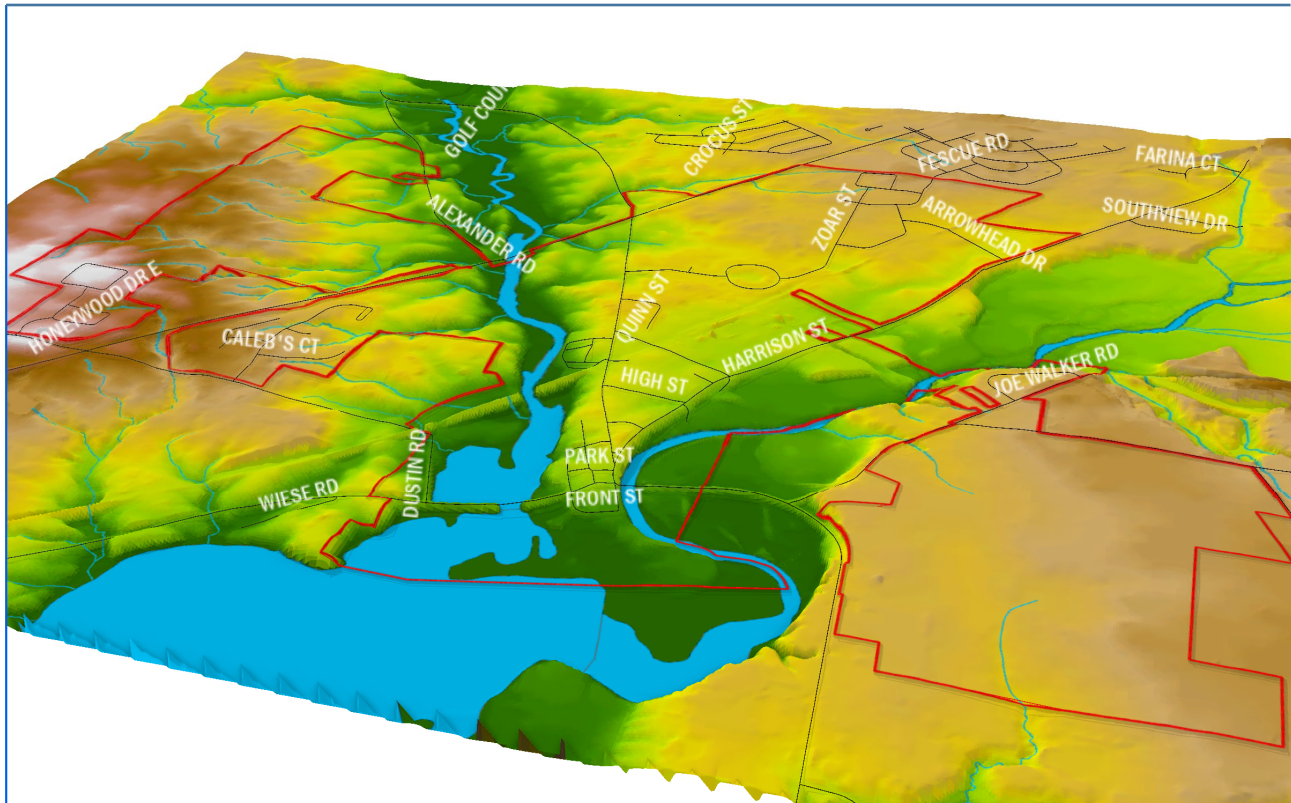 GOLF COU
CROCUS ST
FESCUE RD
FARINA CT
ALEXANDER RD
ZOAR ST
ARROWHEAD DR
SOUTHVIEW DR
HONEYWOOD DR E
CALEB'S CT
QUINN ST
HARRISON ST
HIGH ST
JOE WALKER RD
PARK ST
DUSTIN RD
WIESE RD
FRONT ST